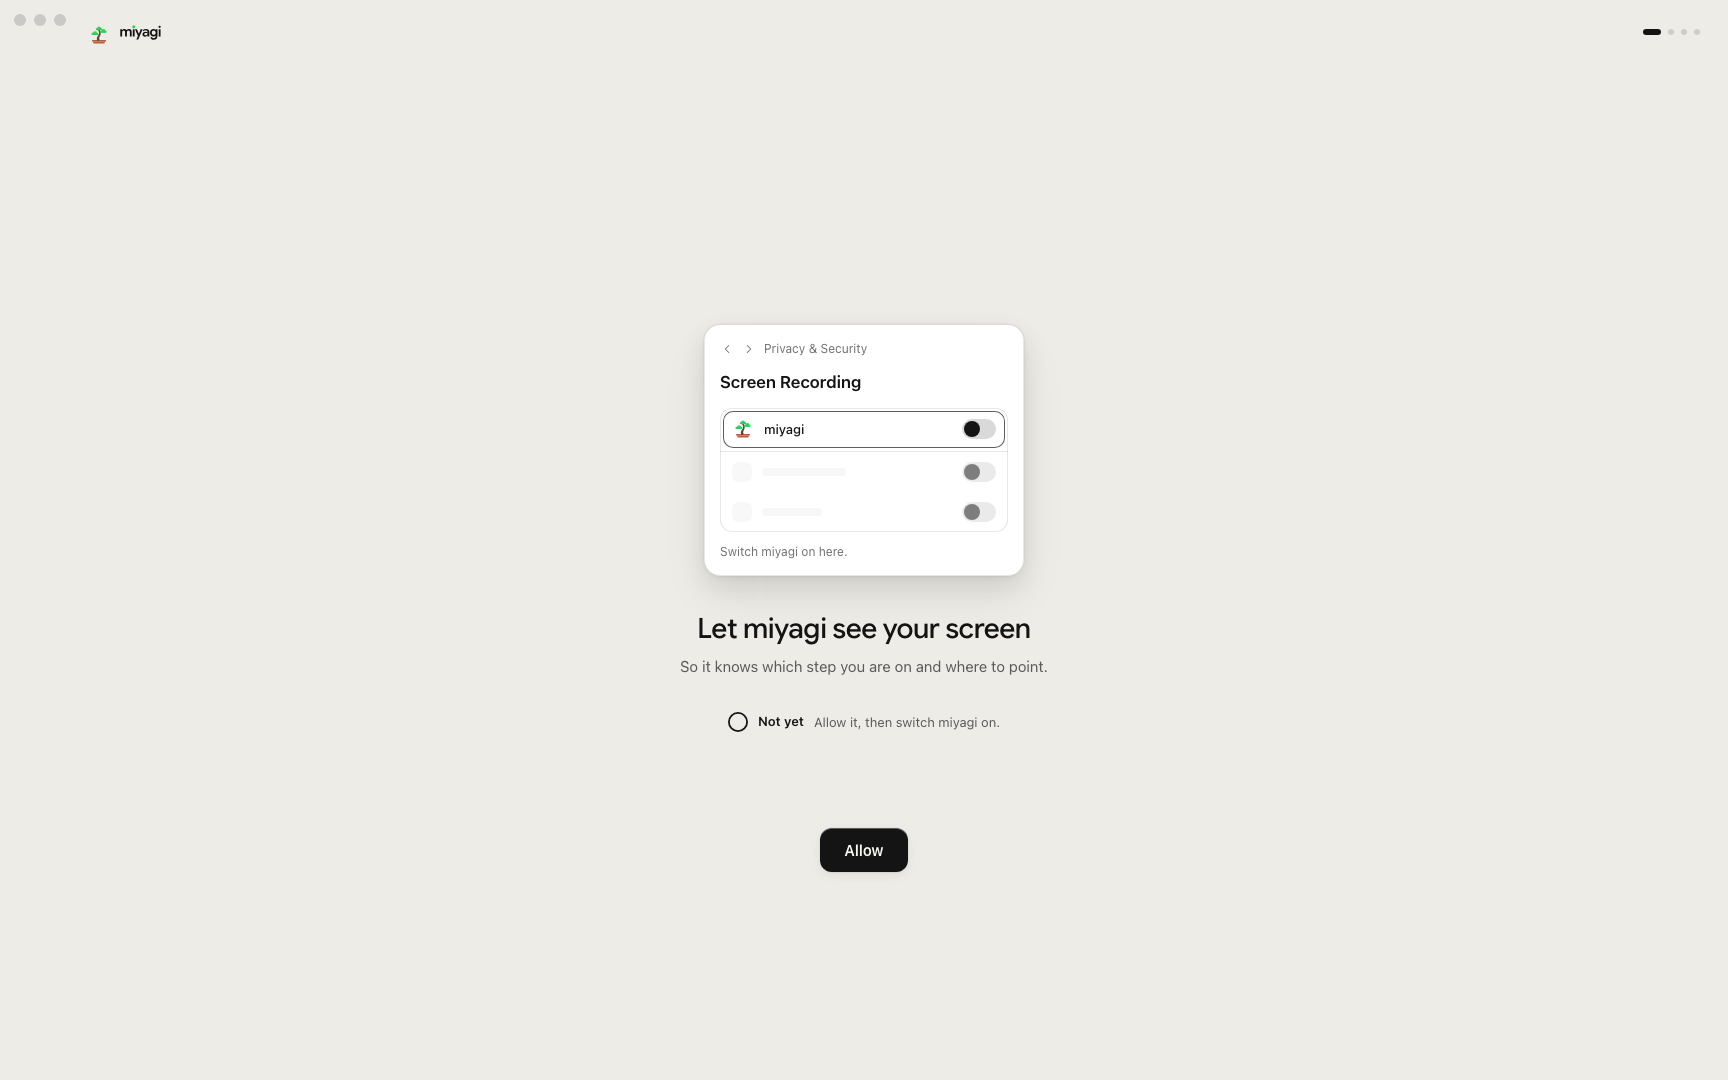 miyagi
Privacy & Security
Screen Recording
miyagi
Switch miyagi on here.
Let miyagi see your screen
So it knows which step you are on and where to point.
Not yet Allow it, then switch miyagi on.
Allow